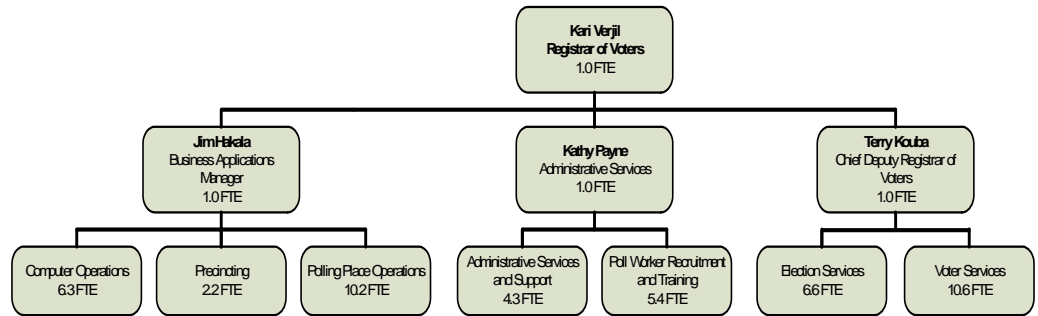 Kari Verjil
Registrar of Voters
1.0 FTE
Jim Hakala
Business Applications
Manager
1.0 FTE
Kathy Payne
Administrative Services
1.0 FTE
Terry Kouba
Chief Deputy Registrar of
Voters
1.0 FTE
Computer Operations
6.3 FTE
Precincting
2.2 FTE
Polling Place Operations
10.2 FTE
Administrative Services
and Support
4.3 FTE
Poll Worker Recruitment
and Training
5.4 FTE
Election Services
6.6 FTE
Voter Services
10.6 FTE